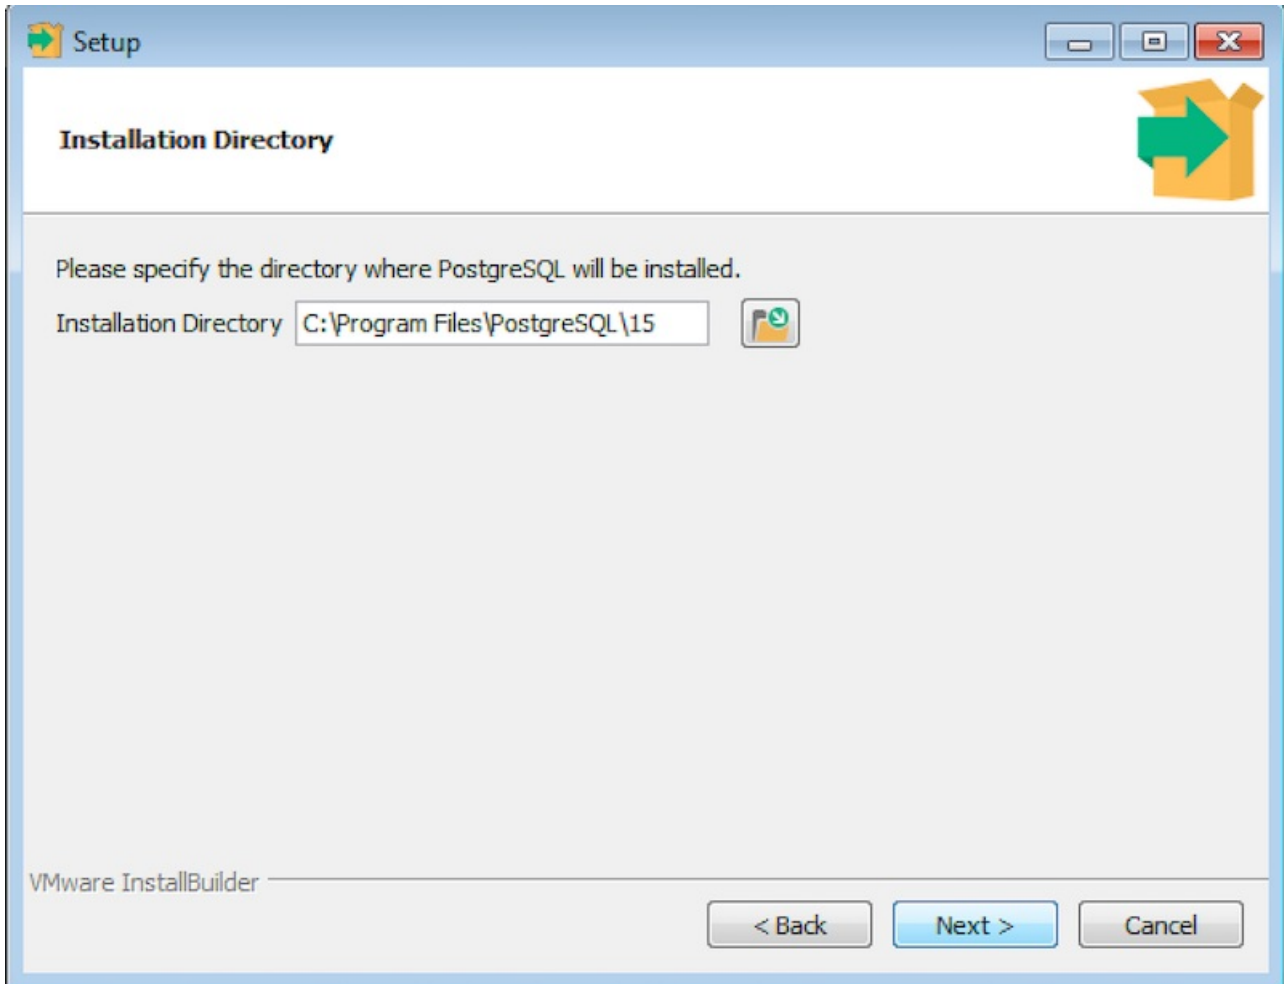 Setup
Installation Directory
Please specify the directory where PostgreSQL will be installed.
Installation Directory C:\Program Files\PostgreSQL\15
VMware InstallBuilder
< Back Next > Cancel